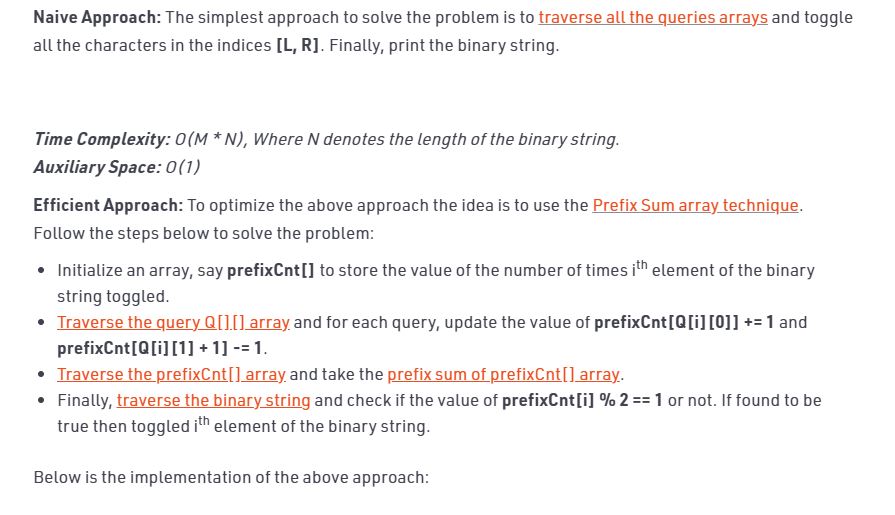 Naive Approach: The simplest approach to solve the problem is to traverse all the queries arrays and toggle
all the characters in the indices [L, R]. Finally, print the binary string.
Time Complexity: O(M * N), Where N denotes the length of the binary string.
Auxiliary Space: O(1)
Efficient Approach: To optimize the above approach the idea is to use the Prefix Sum array technique.
Follow the steps below to solve the problem:
• Initialize an array, say prefixCnt[] to store the value of the number of times iᵗʰ element of the binary
string toggled.
• Traverse the query Q[][] array and for each query, update the value of prefixCnt[Q[i][0]] += 1 and
prefixCnt[Q[i][1] + 1] -= 1.
• Traverse the prefixCnt[] array and take the prefix sum of prefixCnt[] array.
• Finally, traverse the binary string and check if the value of prefixCnt[i] % 2 == 1 or not. If found to be
true then toggled iᵗʰ element of the binary string.
Below is the implementation of the above approach: